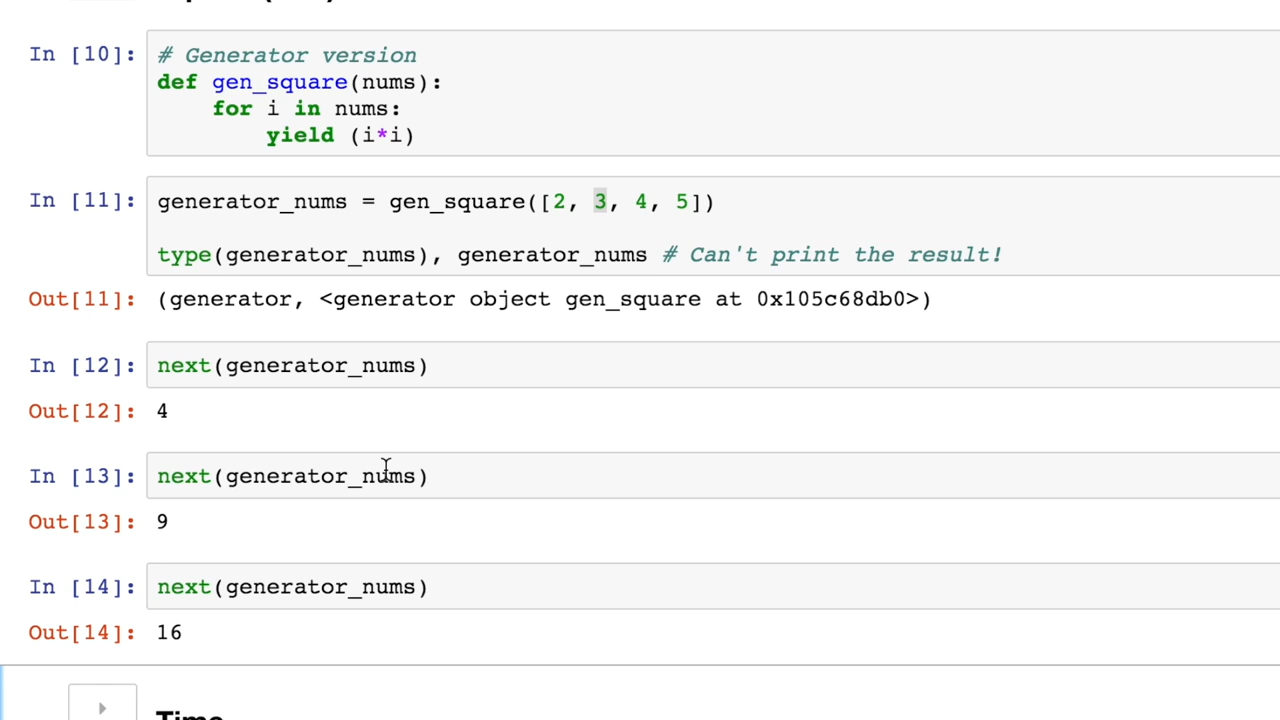 In [10]: # Generator version
def gen_square(nums):
    for i in nums:
        yield (i*i)
In [11]: generator_nums = gen_square([2, 3, 4, 5])
type(generator_nums), generator_nums # Can't print the result!
Out[11]: (generator, <generator object gen_square at 0x105c68db0>)
In [12]: next(generator_nums)
Out[12]: 4
In [13]: next(generator_nums)
Out[13]: 9
In [14]: next(generator_nums)
Out[14]: 16
Time